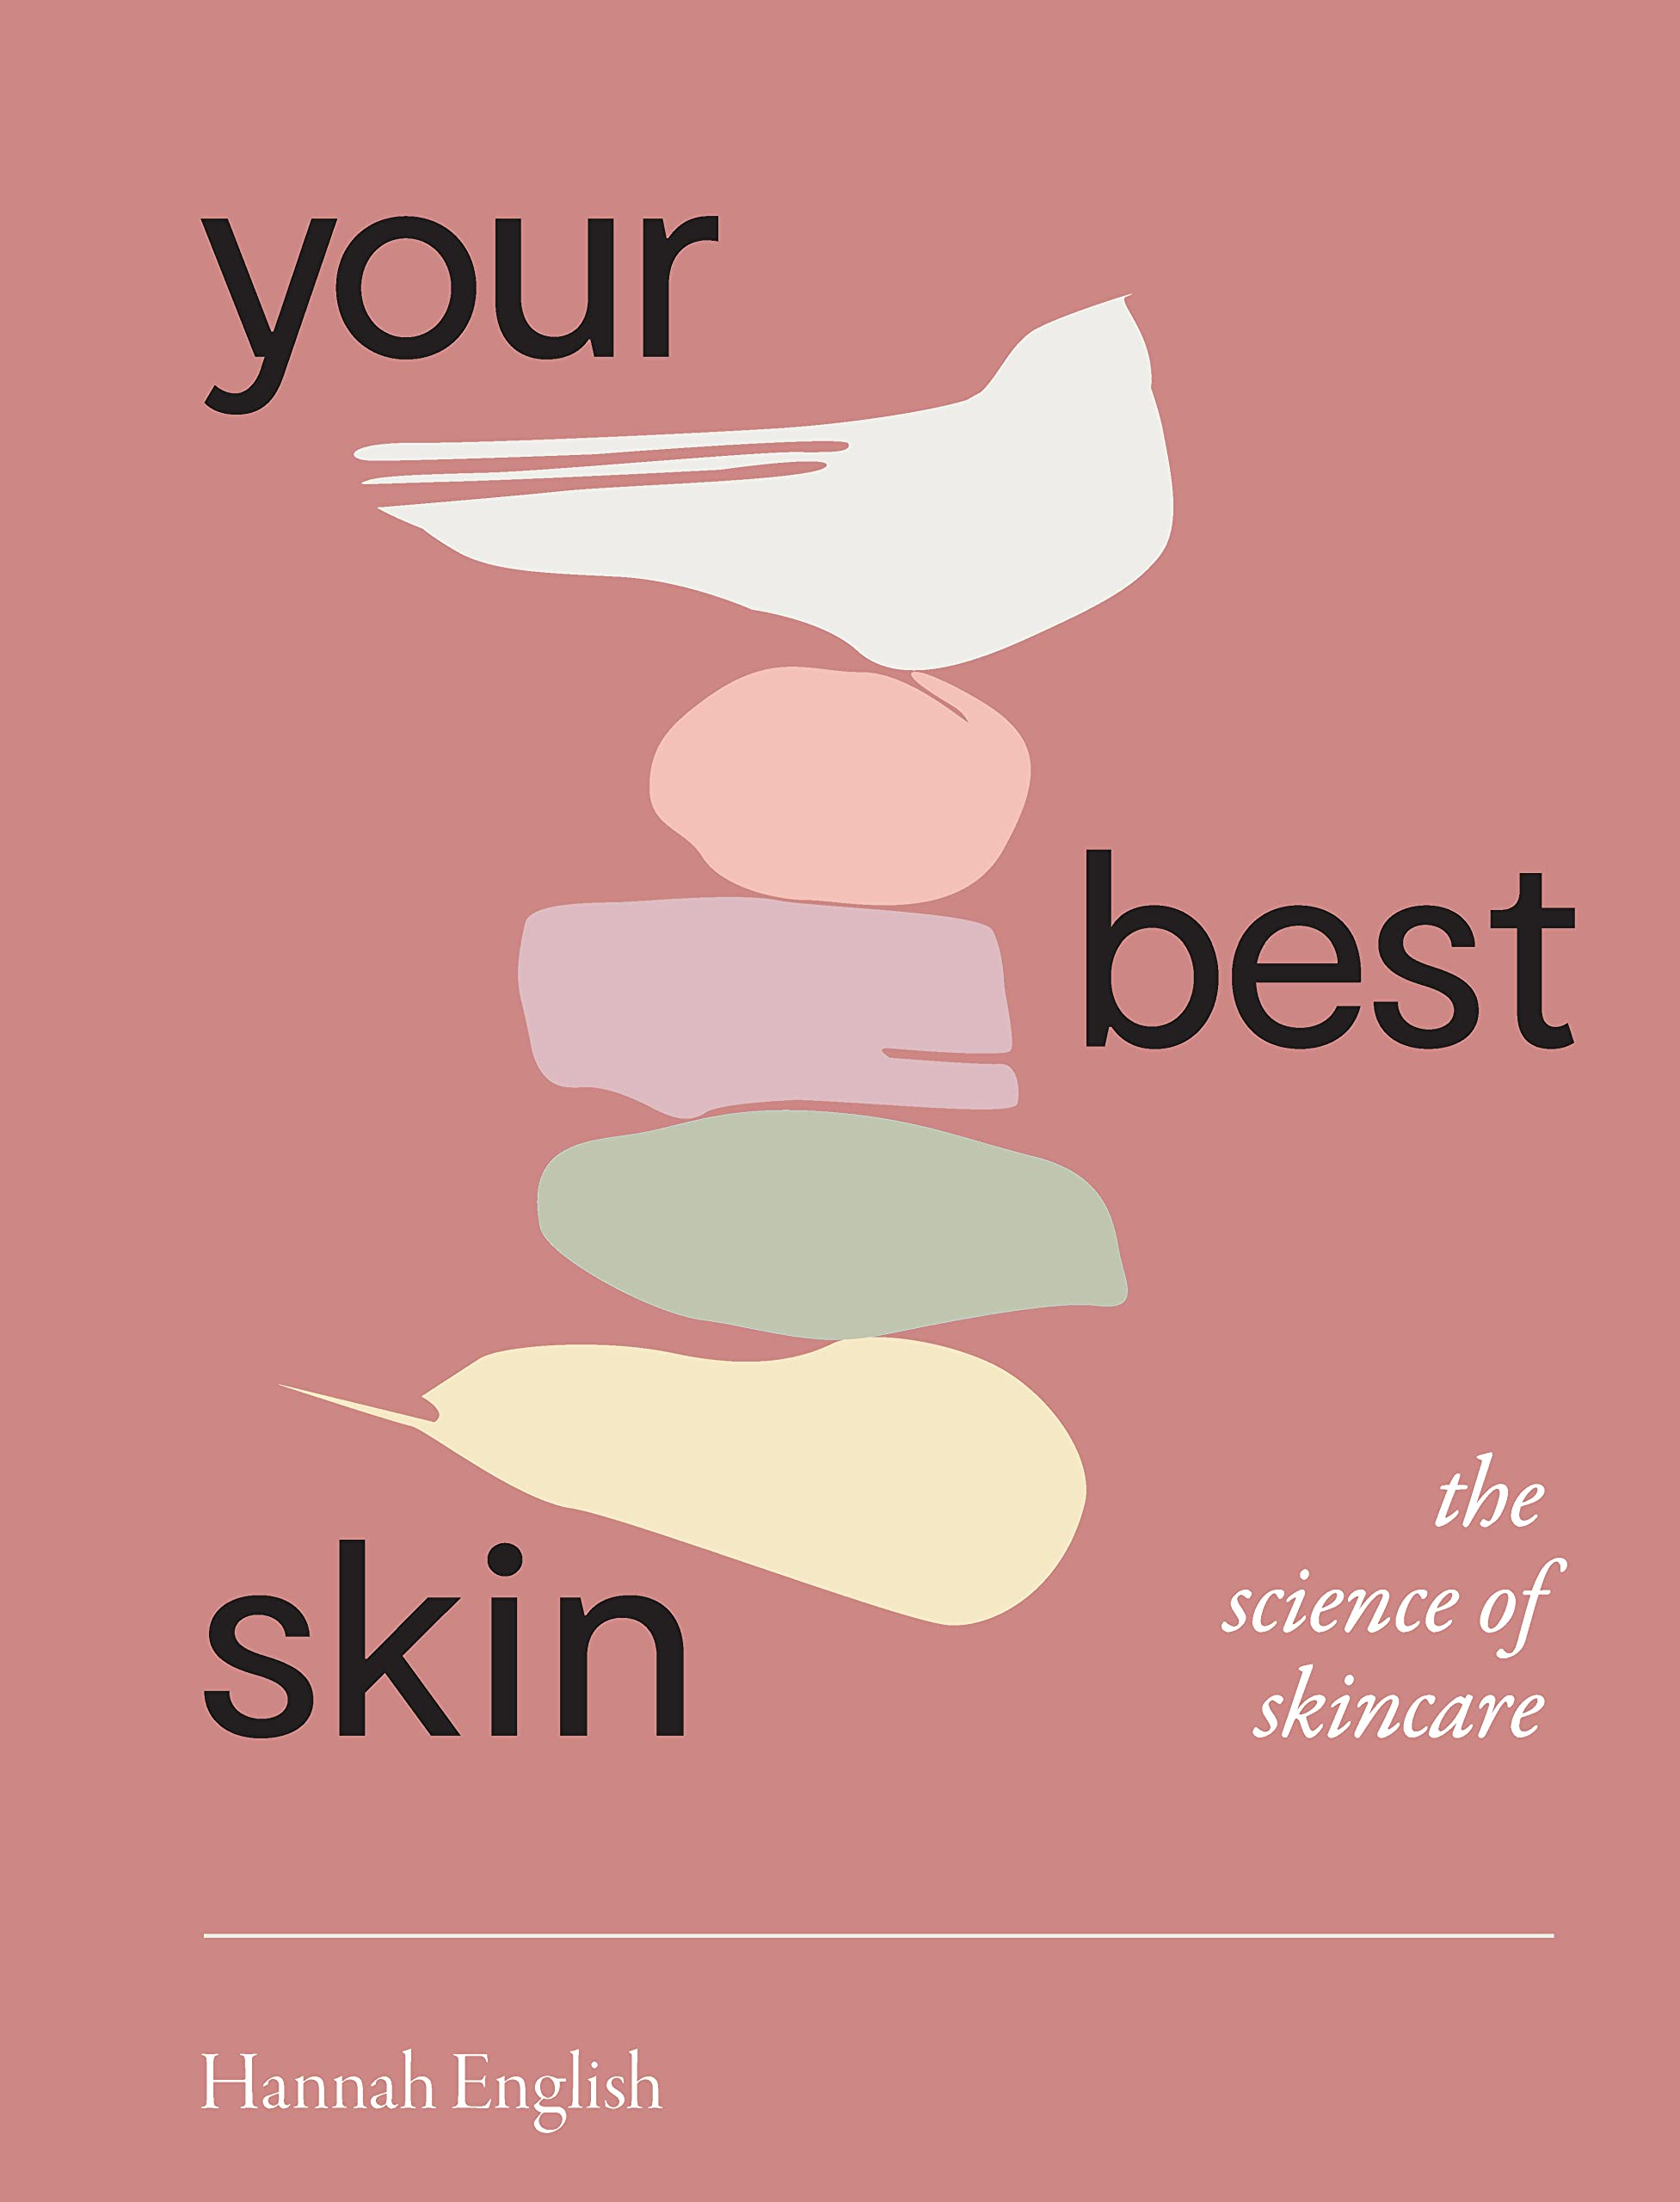 your
best
skin
the
science of
skincare
Hannah English